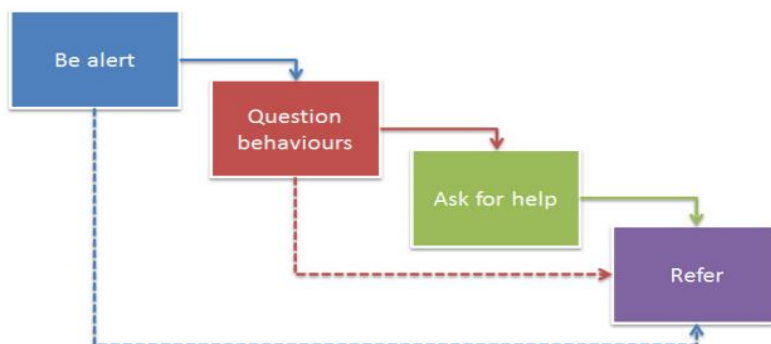 Be alert
Question
behaviours
Ask for help
Refer